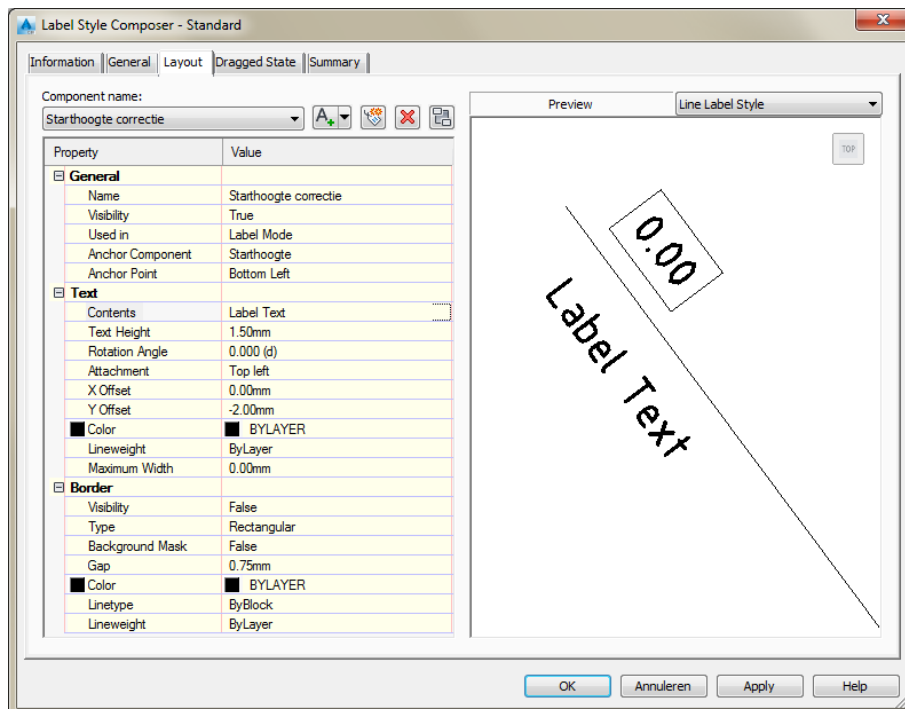 Label Style Composer - Standard
Information General Layout Dragged State Summary
Component name:
Starthoogte correctie
Preview Line Label Style
Property Value
General
Name Starthoogte correctie
Visibility True
Used in Label Mode
Anchor Component Starthoogte
Anchor Point Bottom Left
Text
Contents Label Text
Text Height 1.50mm
Rotation Angle 0.000 (d)
Attachment Top left
X Offset 0.00mm
Y Offset -2.00mm
Color BYLAYER
Lineweight ByLayer
Maximum Width 0.00mm
Border
Visibility False
Type Rectangular
Background Mask False
Gap 0.75mm
Color BYLAYER
Linetype ByBlock
Lineweight ByLayer
TOP
0.00
Label Text
OK Annuleren Apply Help